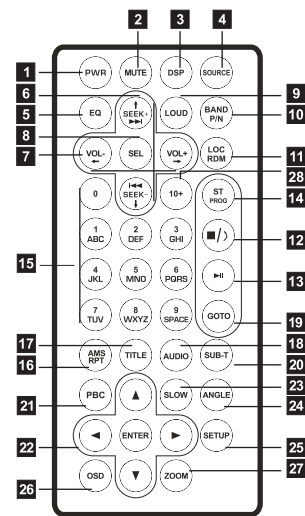 2 3 4
1 PWR MUTE DSP SOURCE
6 9
5 EQ SEEK+ LOUD BAND P/N 10
8
7 VOL- SEL VOL+ LOC RDM 11
28
0 SEEK- 10+ ST PROG 14
1 ABC 2 DEF 3 GHI 12
15
4 JKL 5 MNO 6 PQRS 13
7 TUV 8 WXYZ 9 SPACE GOTO 19
17 18
16 AMS RPT TITLE AUDIO SUB-T 20
23
21 PBC SLOW ANGLE 24
22 ENTER SETUP 25
26 OSD ZOOM 27